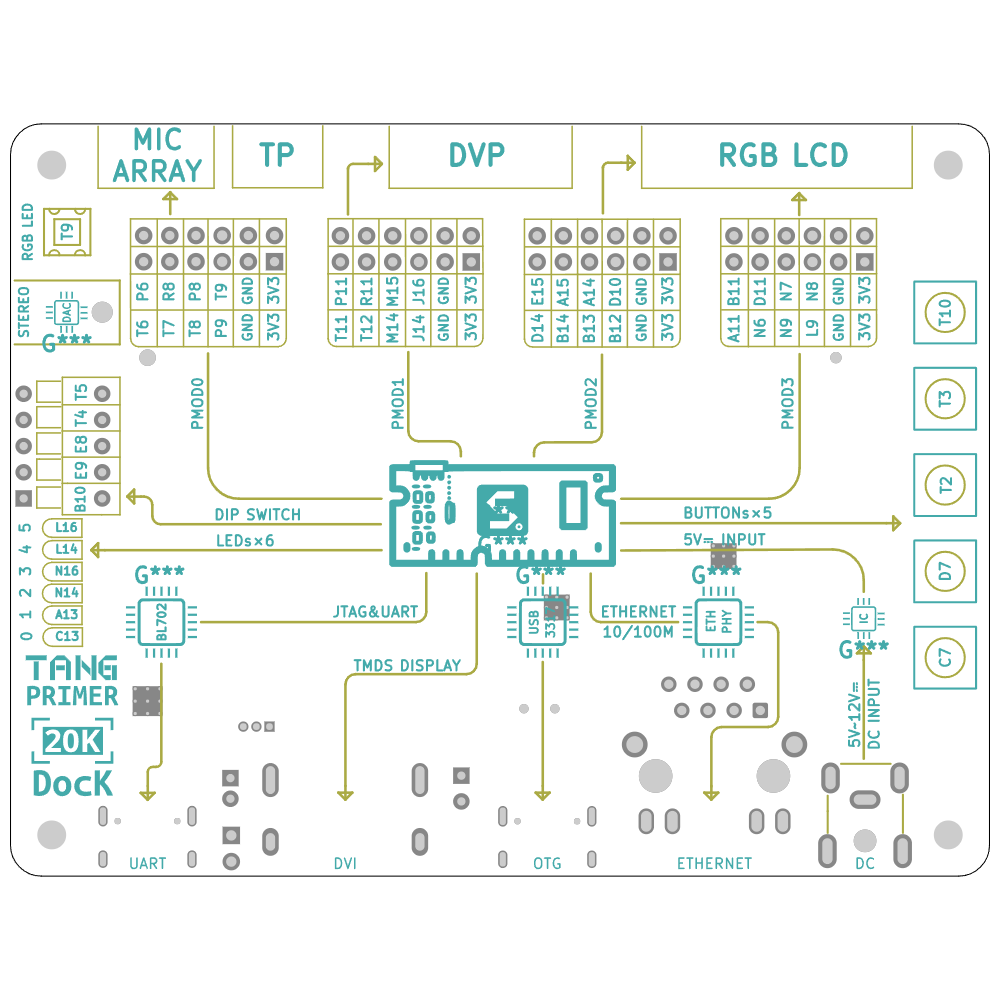 MIC
ARRAY
TP
DVP
RGB LCD
RGB LED
T9
STEREO
DAC
G***
P6 R8 P8 T9 GND 3V3
T6 T7 T8 P9 GND 3V3
P11 R11 M15 J16 GND 3V3
T11 T12 M14 J14 GND 3V3
E15 A15 A14 D10 GND 3V3
D14 B14 B13 B12 GND 3V3
B11 D11 N7 N8 GND 3V3
A11 N6 N9 L9 GND 3V3
PMOD0
PMOD1
PMOD2
PMOD3
T10
T3
T2
D7
C7
T5
T4
E8
E9
B10
5 L16
4 L14
3 N16
2 N14
1 A13
0 C13
DIP SWITCH
LEDs×6
BUTTONs×5
5V⎓ INPUT
G***
G***
G***
G***
BL702
JTAG&UART
USB
ETHERNET
10/100M
ETH
PHY
IC
G***
TMDS DISPLAY
5V-12V⎓
DC INPUT
TANG
PRIMER
20K
DocK
UART
DVI
OTG
ETHERNET
DC